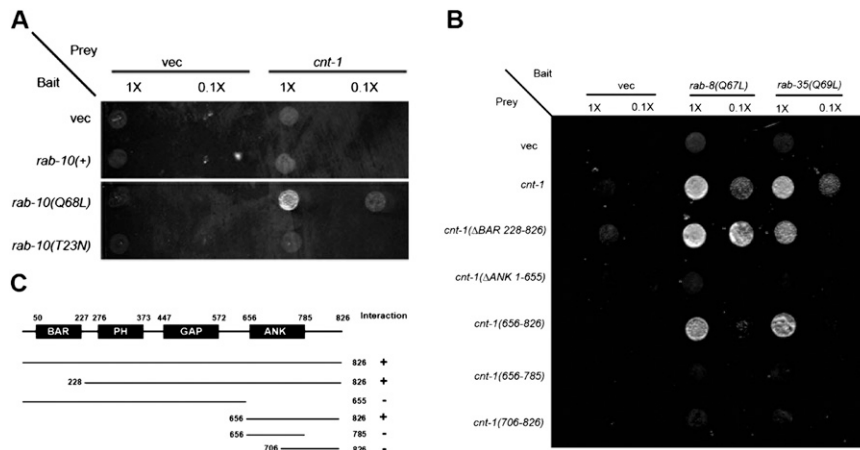 A
Prey
vec
cnt-1
Bait
1X
0.1X
1X
0.1X
vec
rab-10(+)
rab-10(Q68L)
rab-10(T23N)
B
Bait
vec
rab-8(Q67L)
rab-35(Q69L)
Prey
1X
0.1X
1X
0.1X
1X
0.1X
vec
cnt-1
cnt-1(ΔBAR 228-826)
cnt-1(ΔANK 1-655)
cnt-1(656-826)
cnt-1(656-785)
cnt-1(706-826)
C
50 227 276 373 447 572 656 785 826 Interaction
BAR PH GAP ANK
826 +
228 826 +
655 -
656 826 +
656 785 -
706 826 -